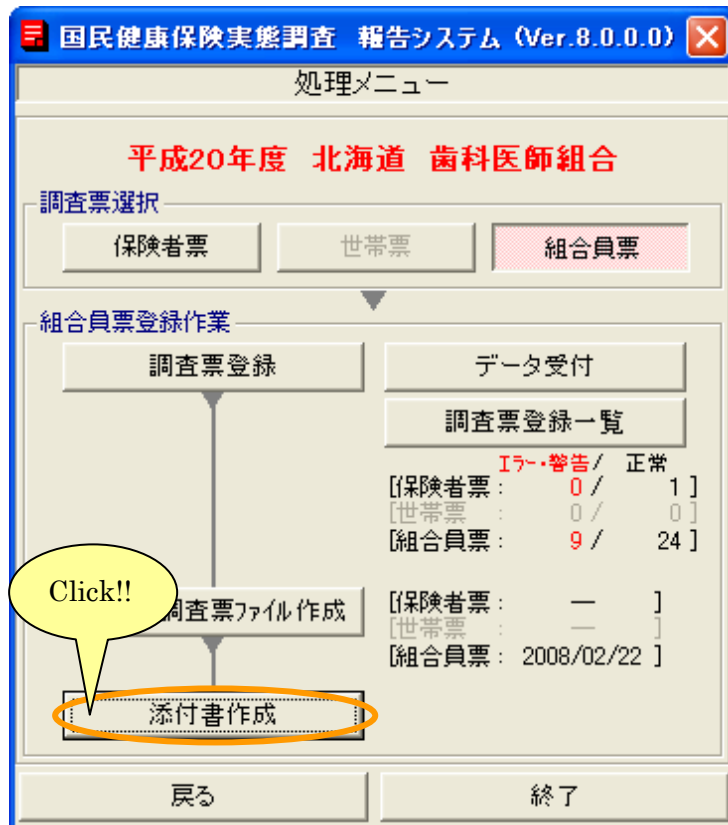 国民健康保険実態調査 報告システム (Ver.8.0.0.0)
処理メニュー
平成20年度 北海道 歯科医師組合
調査票選択
保険者票 世帯票 組合員票
組合員票登録作業
調査票登録 データ受付
調査票登録一覧
エラー・警告/ 正常
[保険者票: 0/ 1]
[世帯票 : 0/ 0]
[組合員票: 9/ 24]
Click!!
調査票ファイル作成
[保険者票: — ]
[世帯票 : — ]
[組合員票: 2008/02/22 ]
添付書作成
戻る 終了